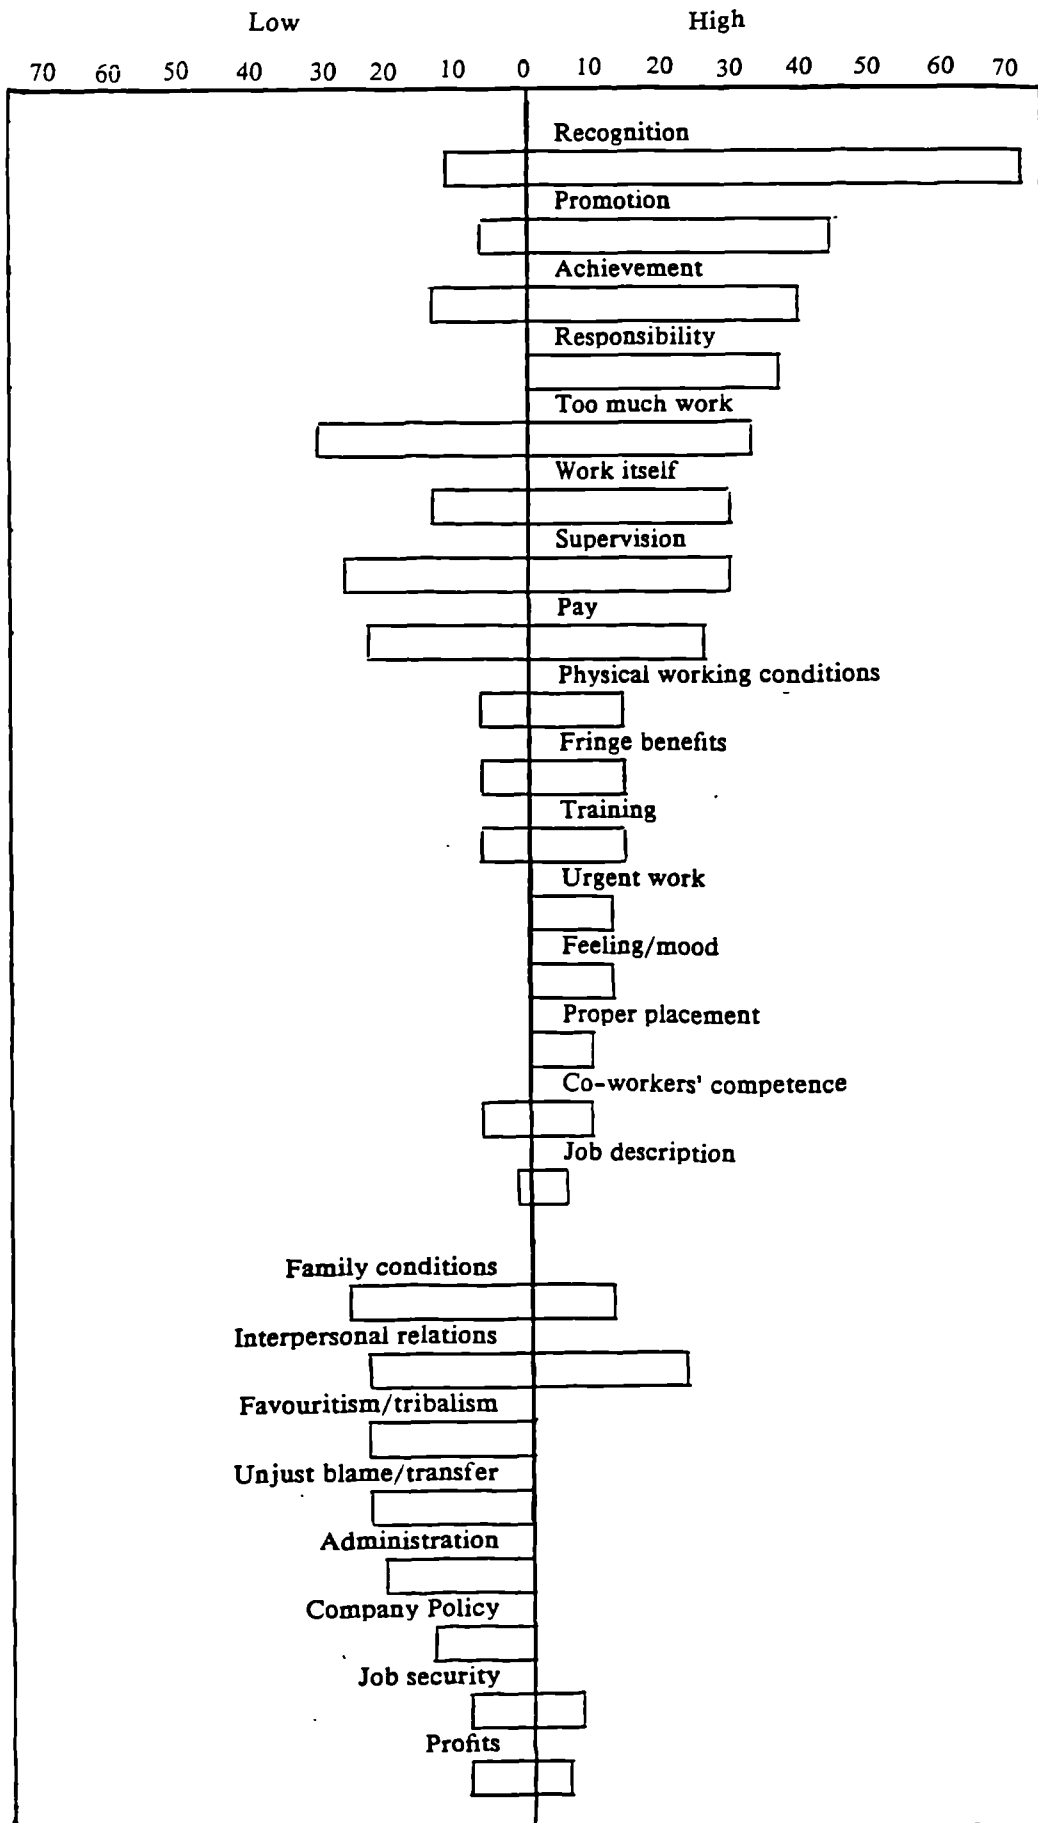 Low High
70 60 50 40 30 20 10 0 10 20 30 40 50 60 70
Recognition
Promotion
Achievement
Responsibility
Too much work
Work itself
Supervision
Pay
Physical working conditions
Fringe benefits
Training
Urgent work
Feeling/mood
Proper placement
Co-workers' competence
Job description
Family conditions
Interpersonal relations
Favouritism/tribalism
Unjust blame/transfer
Administration
Company Policy
Job security
Profits